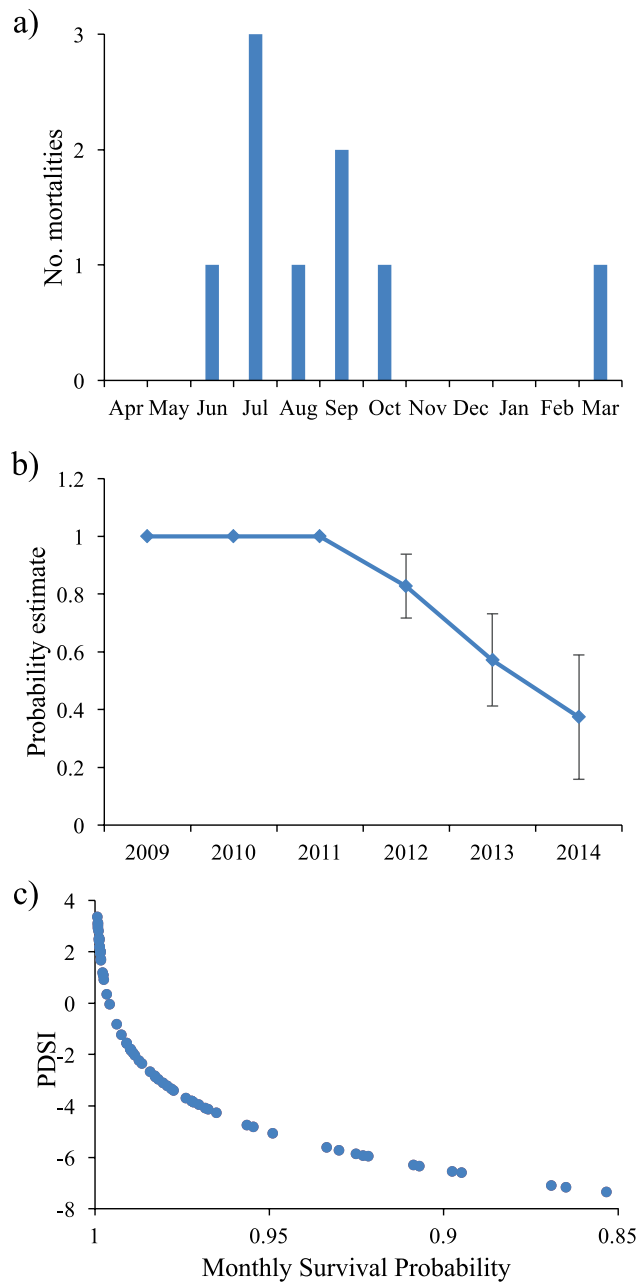 a)
3
2
1
0
No. mortalities
Apr May Jun Jul Aug Sep Oct Nov Dec Jan Feb Mar
b)
1.2
1
0.8
0.6
0.4
0.2
0
Probability estimate
2009 2010 2011 2012 2013 2014
c)
4
2
0
-2
-4
-6
-8
PDSI
1 0.95 0.9 0.85
Monthly Survival Probability